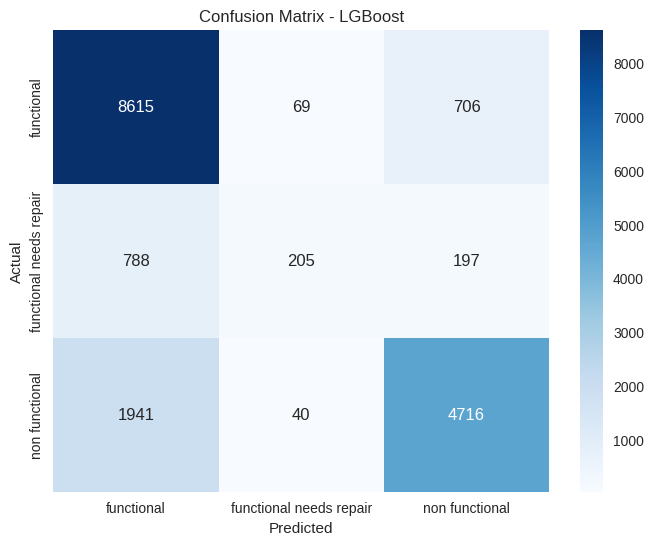 Confusion Matrix - LGBoost
functional
functional needs repair
non functional
Actual
8615 69 706
788 205 197
1941 40 4716
functional functional needs repair non functional
Predicted
8000
7000
6000
5000
4000
3000
2000
1000